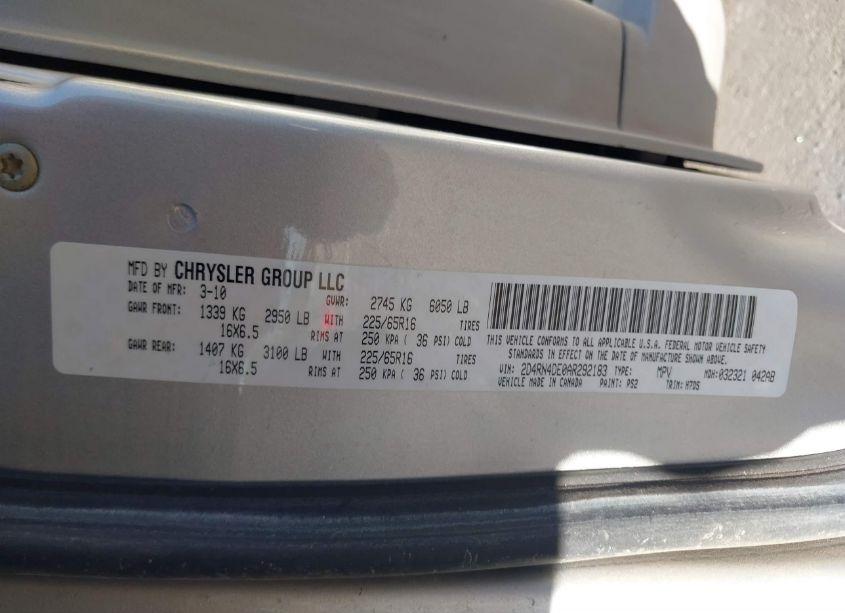 MFD BY CHRYSLER GROUP LLC
DATE OF MFR: 3-10 GVWR: 2745 KG 6050 LB
GAWR FRONT: 1339 KG 2950 LB WITH 225/65R16 TIRES
16X6.5 RIMS AT 250 KPA ( 36 PSI) COLD
GAWR REAR: 1407 KG 3100 LB WITH 225/65R16 TIRES
16X6.5 RIMS AT 250 KPA ( 36 PSI) COLD
THIS VEHICLE CONFORMS TO ALL APPLICABLE U.S.A. FEDERAL MOTOR VEHICLE SAFETY
STANDARDS IN EFFECT ON THE DATE OF MANUFACTURE SHOWN ABOVE.
VIN: 2D4RN4DE0AR292183 TYPE: MPV MDH: 032321 042AB
VEHICLE MADE IN CANADA PAINT: PS2 TRIM: H7DS